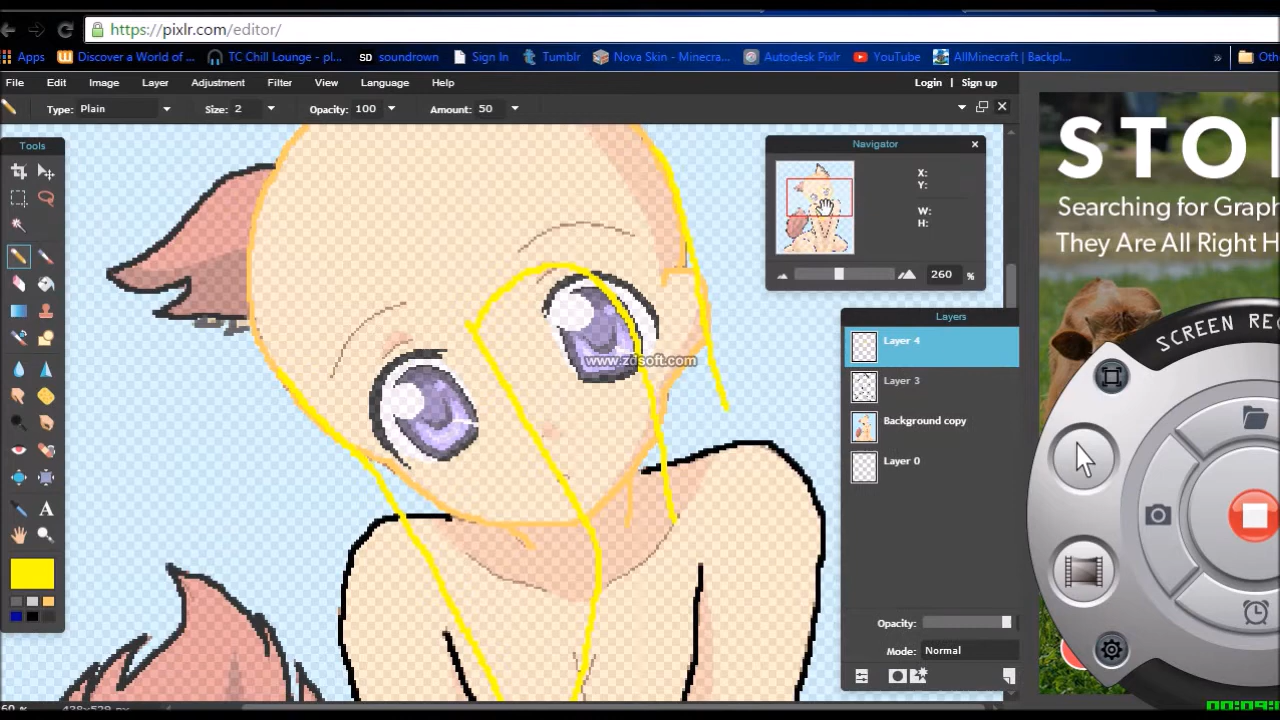 https://pixlr.com/editor/
Apps Discover a World of ... TC Chill Lounge - pl... SD soundrown Sign In Tumblr Nova Skin - Minecra... Autodesk Pixlr YouTube AllMinecraft | Backpl... » Oth
File Edit Image Layer Adjustment Filter View Language Help Login | Sign up
Type: Plain Size: 2 Opacity: 100 Amount: 50
Tools
Navigator
X:
Y:
W:
H:
260 %
Layers
Layer 4
Layer 3
Background copy
Layer 0
Opacity:
Mode: Normal
www.zdsoft.com
STO
Searching for Graph
They Are All Right H
SCREEN REC